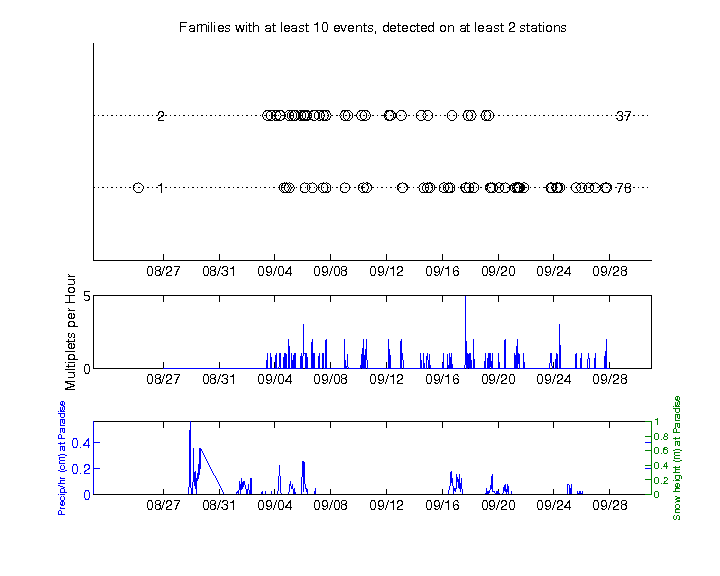 Families with at least 10 events, detected on at least 2 stations
2 37
1 76
08/27 08/31 09/04 09/08 09/12 09/16 09/20 09/24 09/28
Multiplets per Hour
5
0
08/27 08/31 09/04 09/08 09/12 09/16 09/20 09/24 09/28
Precip/hr (cm) at Paradise
0.4
0.2
0
1
0.8
0.6
0.4
0.2
0
Snow height (m) at Paradise
08/27 08/31 09/04 09/08 09/12 09/16 09/20 09/24 09/28